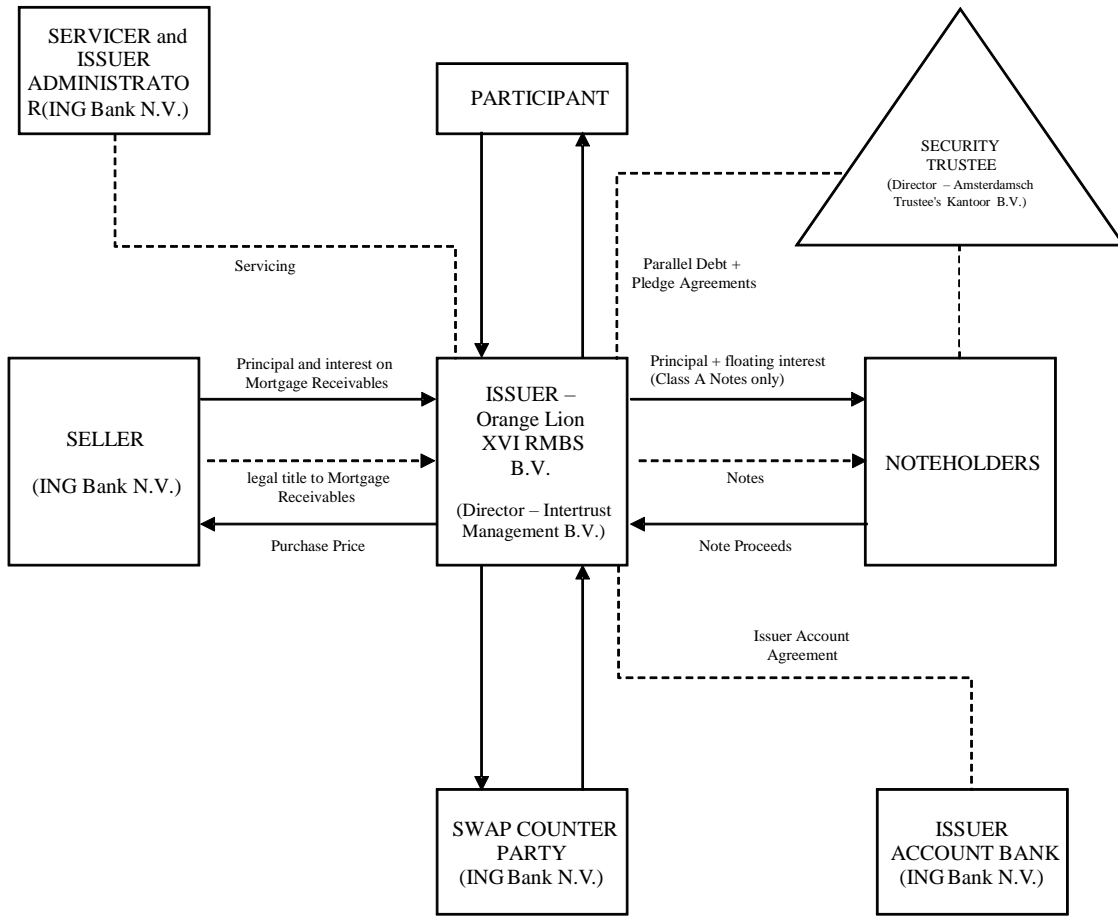 SERVICER and
ISSUER
ADMINISTRATO
R(ING Bank N.V.)
PARTICIPANT
SECURITY
TRUSTEE
(Director – Amsterdamsch
Trustee's Kantoor B.V.)
Servicing
Parallel Debt +
Pledge Agreements
SELLER
(ING Bank N.V.)
Principal and interest on
Mortgage Receivables
legal title to Mortgage
Receivables
Purchase Price
ISSUER –
Orange Lion
XVI RMBS
B.V.
(Director – Intertrust
Management B.V.)
Principal + floating interest
(Class A Notes only)
Notes
Note Proceeds
NOTEHOLDERS
Issuer Account
Agreement
SWAP COUNTER
PARTY
(ING Bank N.V.)
ISSUER
ACCOUNT BANK
(ING Bank N.V.)